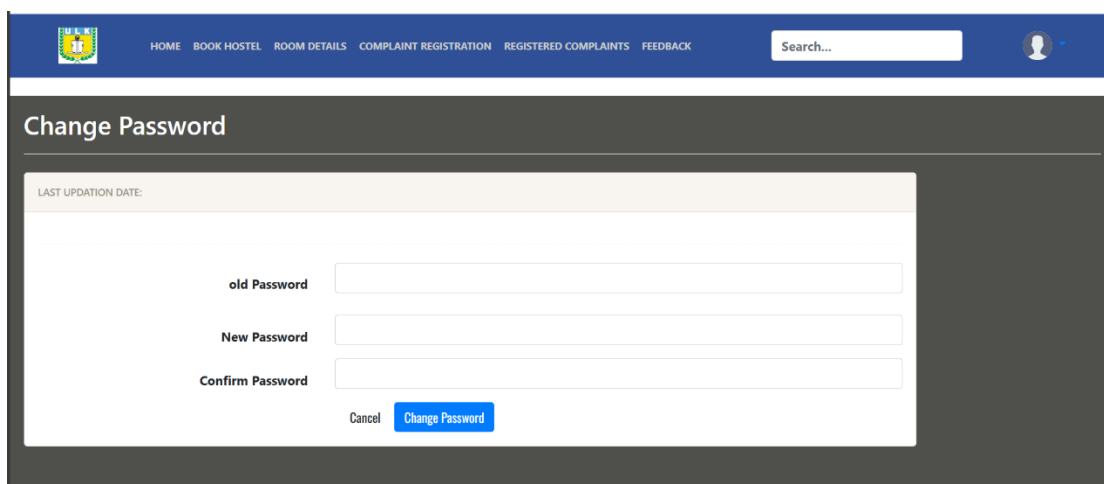 U L K
HOME BOOK HOSTEL ROOM DETAILS COMPLAINT REGISTRATION REGISTERED COMPLAINTS FEEDBACK Search...
Change Password
LAST UPDATION DATE:
old Password
New Password
Confirm Password
Cancel Change Password